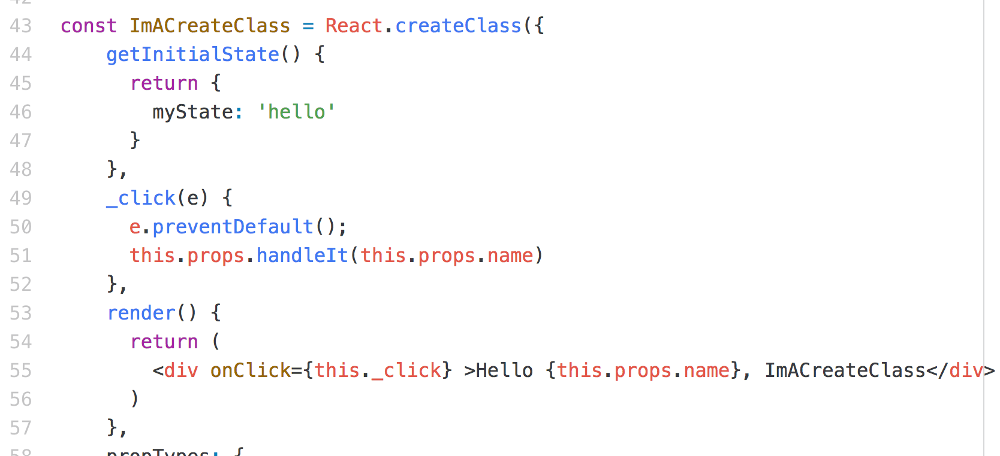 42
43 const ImACreateClass = React.createClass({
44 getInitialState() {
45 return {
46 myState: 'hello'
47 }
48 },
49 _click(e) {
50 e.preventDefault();
51 this.props.handleIt(this.props.name)
52 },
53 render() {
54 return (
55 <div onClick={this._click} >Hello {this.props.name}, ImACreateClass</div>
56 )
57 },
58 propTypes: {